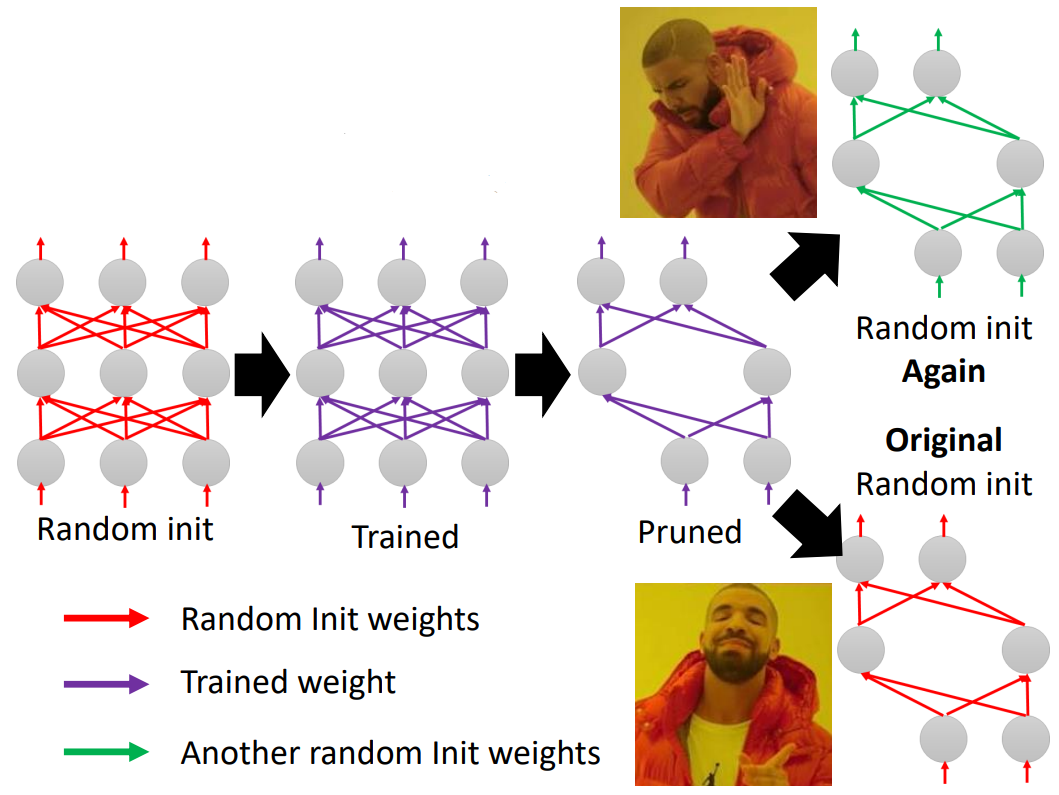 Random init
Trained
Pruned
Random init
Again
Original
Random init
Random Init weights
Trained weight
Another random Init weights